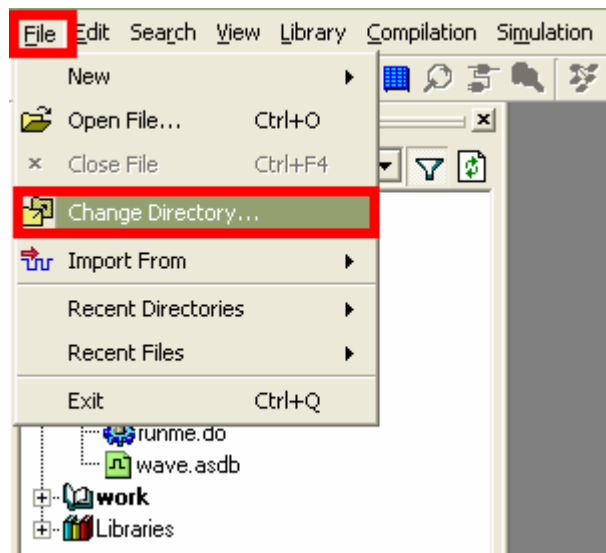 File Edit Search View Library Compilation Simulation
New
Open File... Ctrl+O
Close File Ctrl+F4
Change Directory...
Import From
Recent Directories
Recent Files
Exit Ctrl+Q
runme.do
wave.asdb
work
Libraries